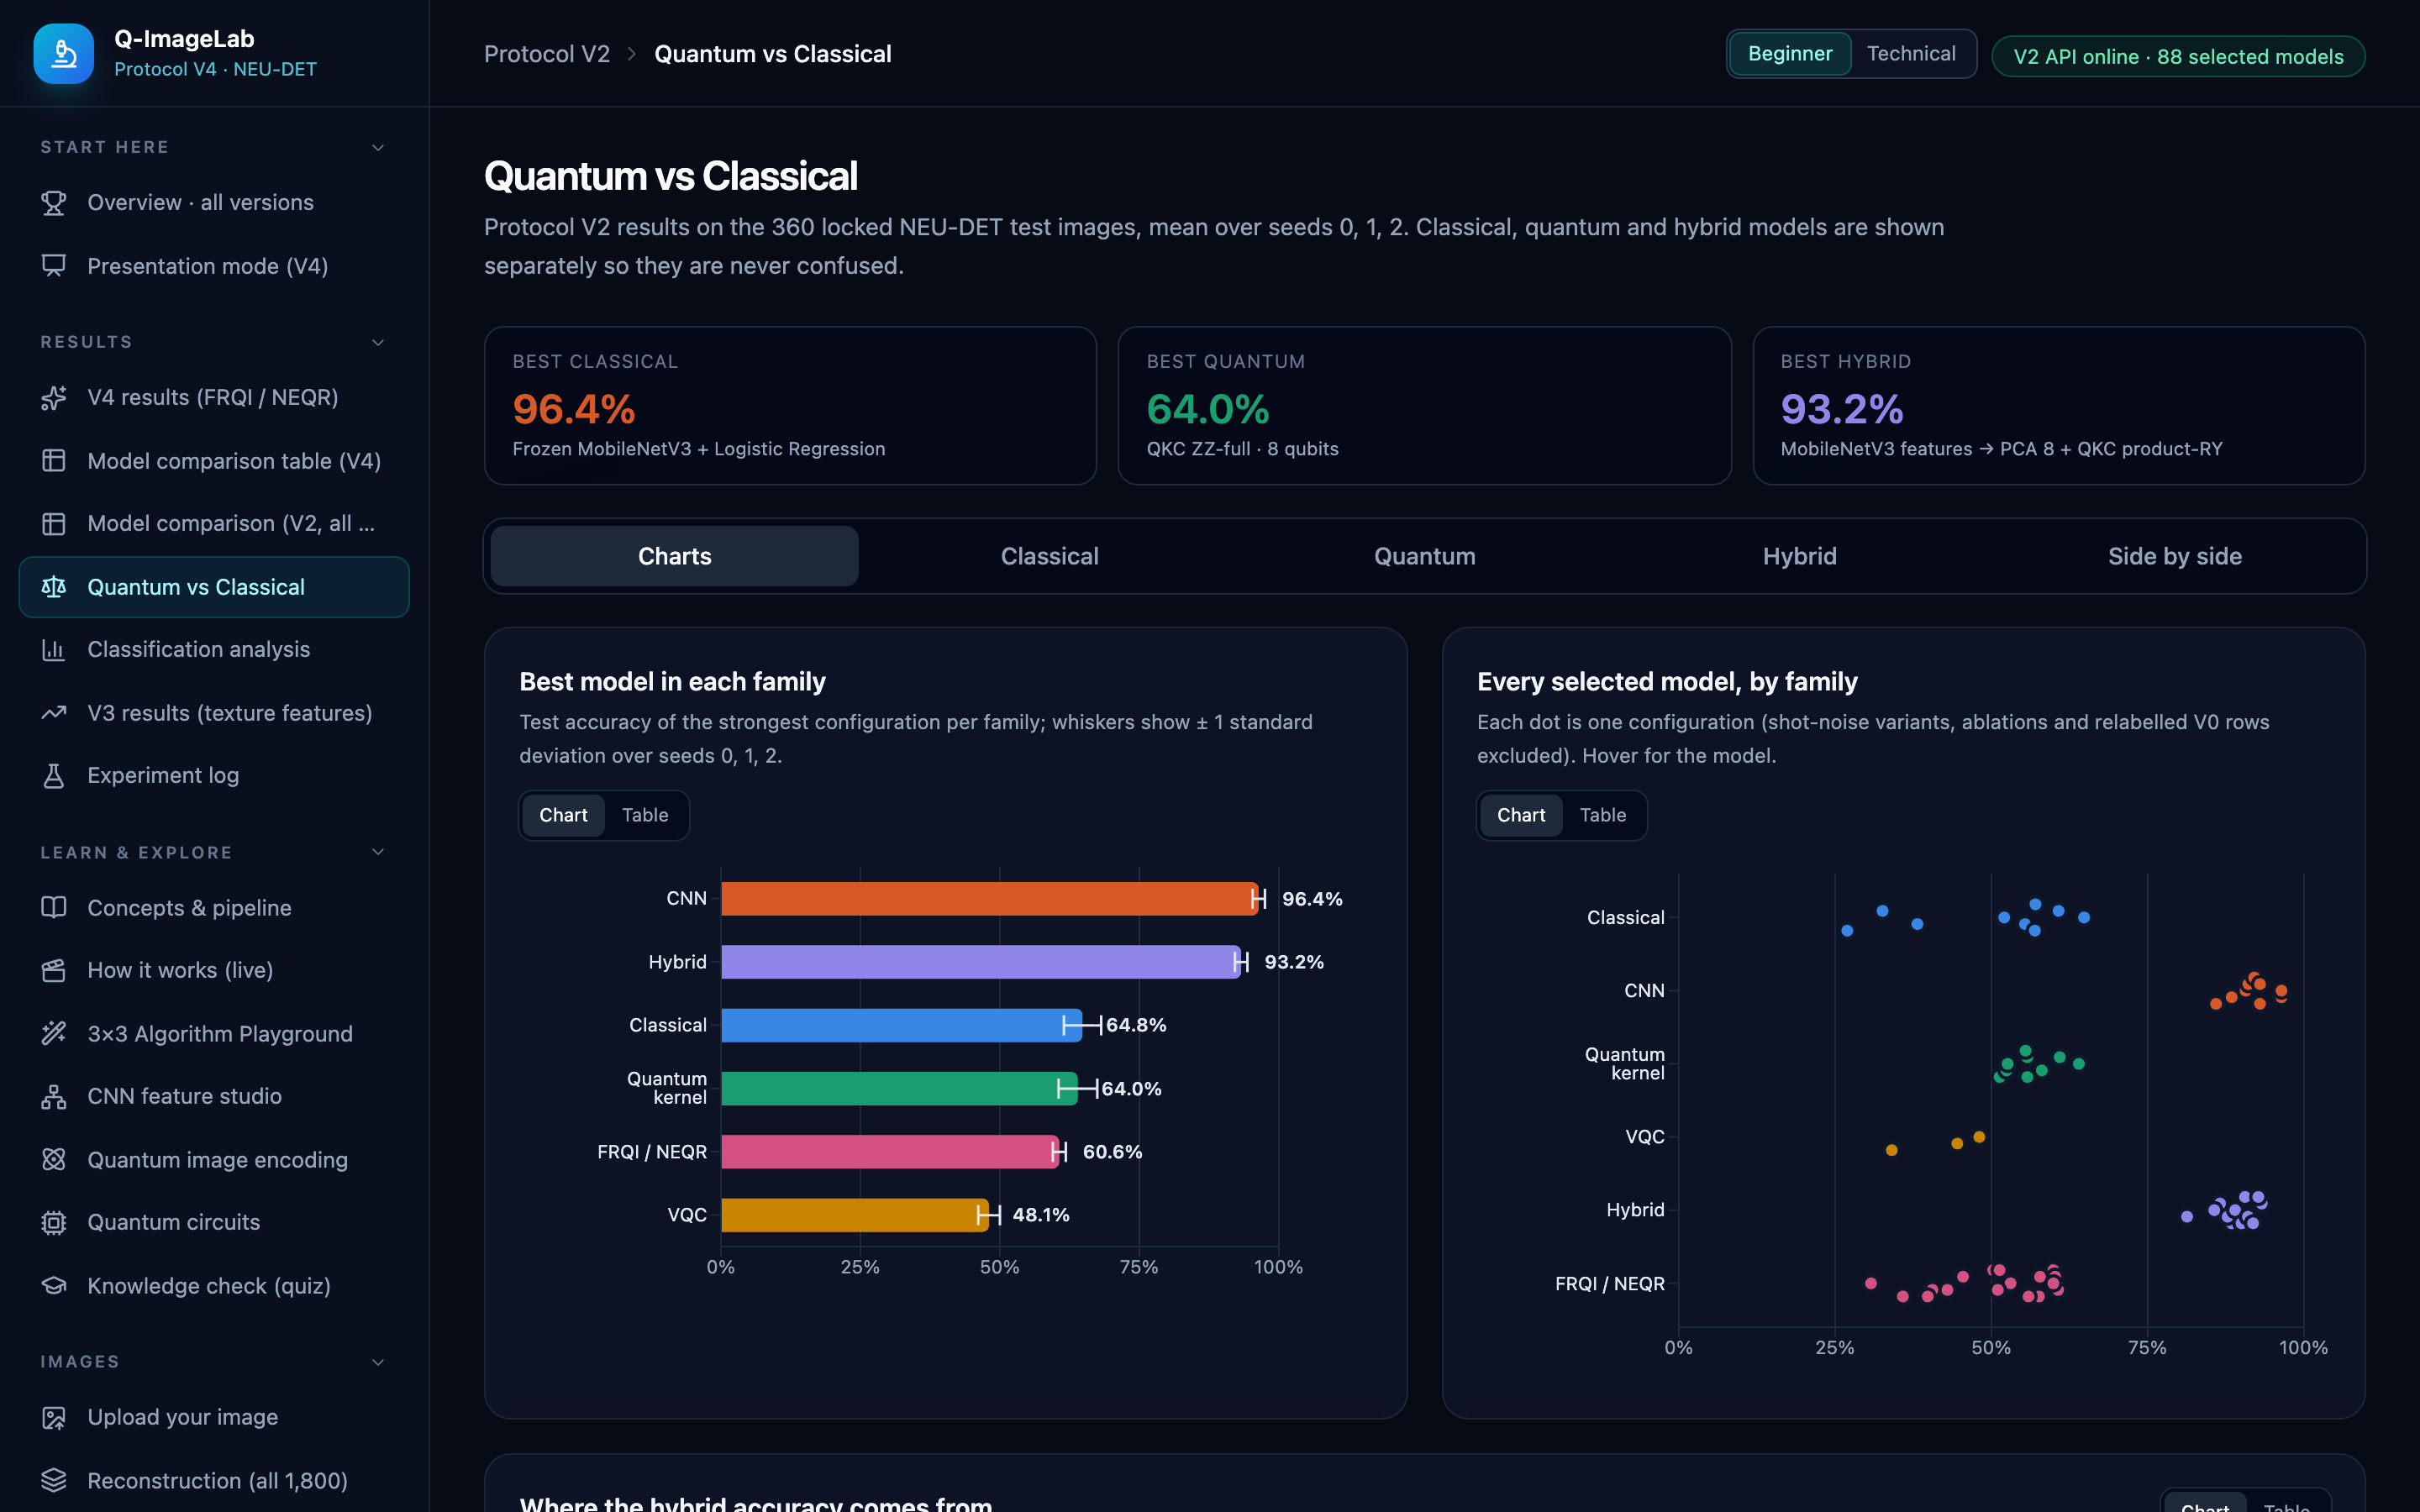 Q-ImageLab
Protocol V4 · NEU-DET
START HERE
Overview · all versions
Presentation mode (V4)
RESULTS
V4 results (FRQI / NEQR)
Model comparison table (V4)
Model comparison (V2, all ...
Quantum vs Classical
Classification analysis
V3 results (texture features)
Experiment log
LEARN & EXPLORE
Concepts & pipeline
How it works (live)
3×3 Algorithm Playground
CNN feature studio
Quantum image encoding
Quantum circuits
Knowledge check (quiz)
IMAGES
Upload your image
Reconstruction (all 1,800)
Protocol V2 > Quantum vs Classical
Beginner Technical
V2 API online · 88 selected models
Quantum vs Classical
Protocol V2 results on the 360 locked NEU-DET test images, mean over seeds 0, 1, 2. Classical, quantum and hybrid models are shown
separately so they are never confused.
BEST CLASSICAL
96.4%
Frozen MobileNetV3 + Logistic Regression
BEST QUANTUM
64.0%
QKC ZZ-full · 8 qubits
BEST HYBRID
93.2%
MobileNetV3 features → PCA 8 + QKC product-RY
Charts Classical Quantum Hybrid Side by side
Best model in each family
Test accuracy of the strongest configuration per family; whiskers show ± 1 standard
deviation over seeds 0, 1, 2.
Chart Table
CNN 96.4%
Hybrid 93.2%
Classical 64.8%
Quantum
kernel 64.0%
FRQI / NEQR 60.6%
VQC 48.1%
0% 25% 50% 75% 100%
Every selected model, by family
Each dot is one configuration (shot-noise variants, ablations and relabelled V0 rows
excluded). Hover for the model.
Chart Table
Classical
CNN
Quantum
kernel
VQC
Hybrid
FRQI / NEQR
0% 25% 50% 75% 100%
Where the hybrid accuracy comes from
Chart Table